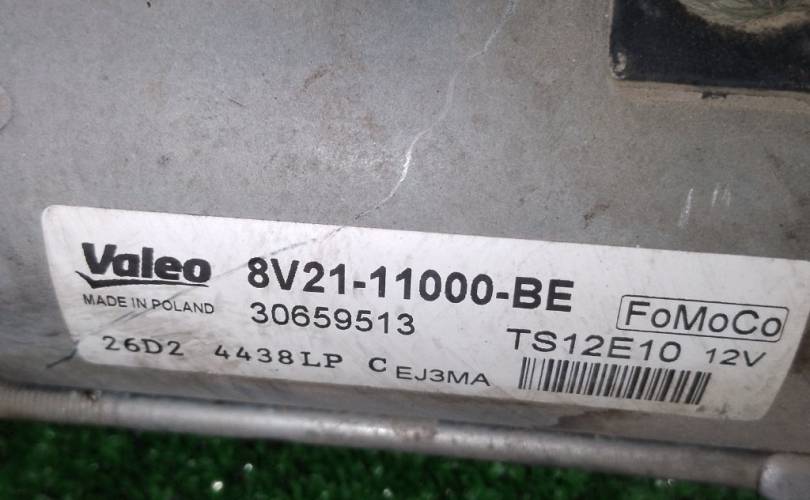 Valeo 8V21-11000-BE
MADE IN POLAND 30659513 FoMoCo
TS12E10 12V
26D2 4438LP C EJ3MA